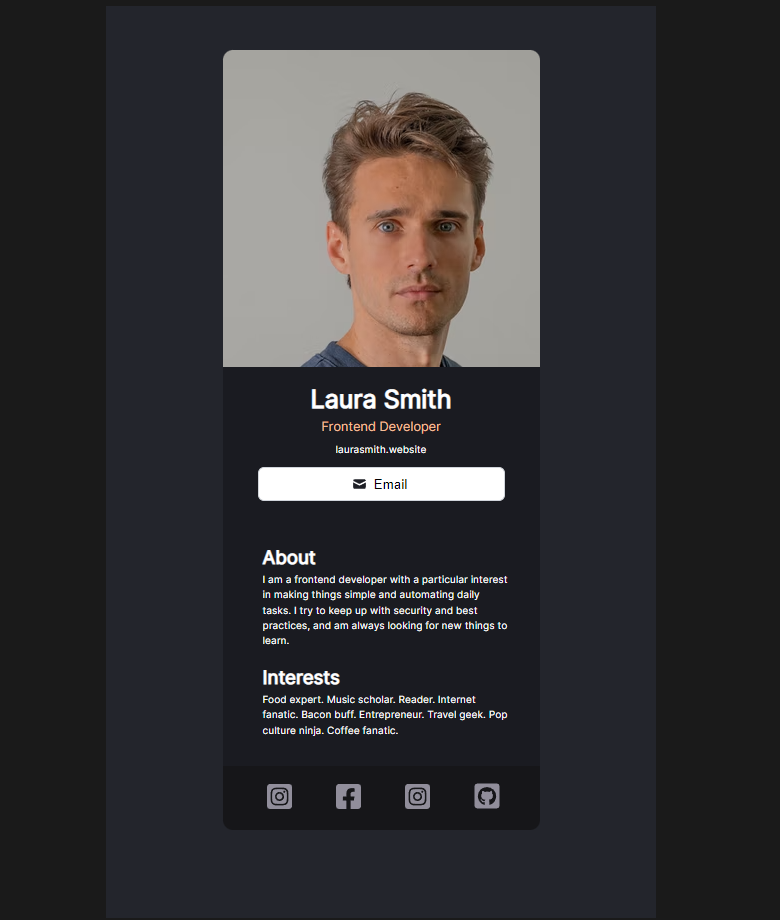 Laura Smith
Frontend Developer
laurasmith.website
Email
About
I am a frontend developer with a particular interest
in making things simple and automating daily
tasks. I try to keep up with security and best
practices, and am always looking for new things to
learn.
Interests
Food expert. Music scholar. Reader. Internet
fanatic. Bacon buff. Entrepreneur. Travel geek. Pop
culture ninja. Coffee fanatic.